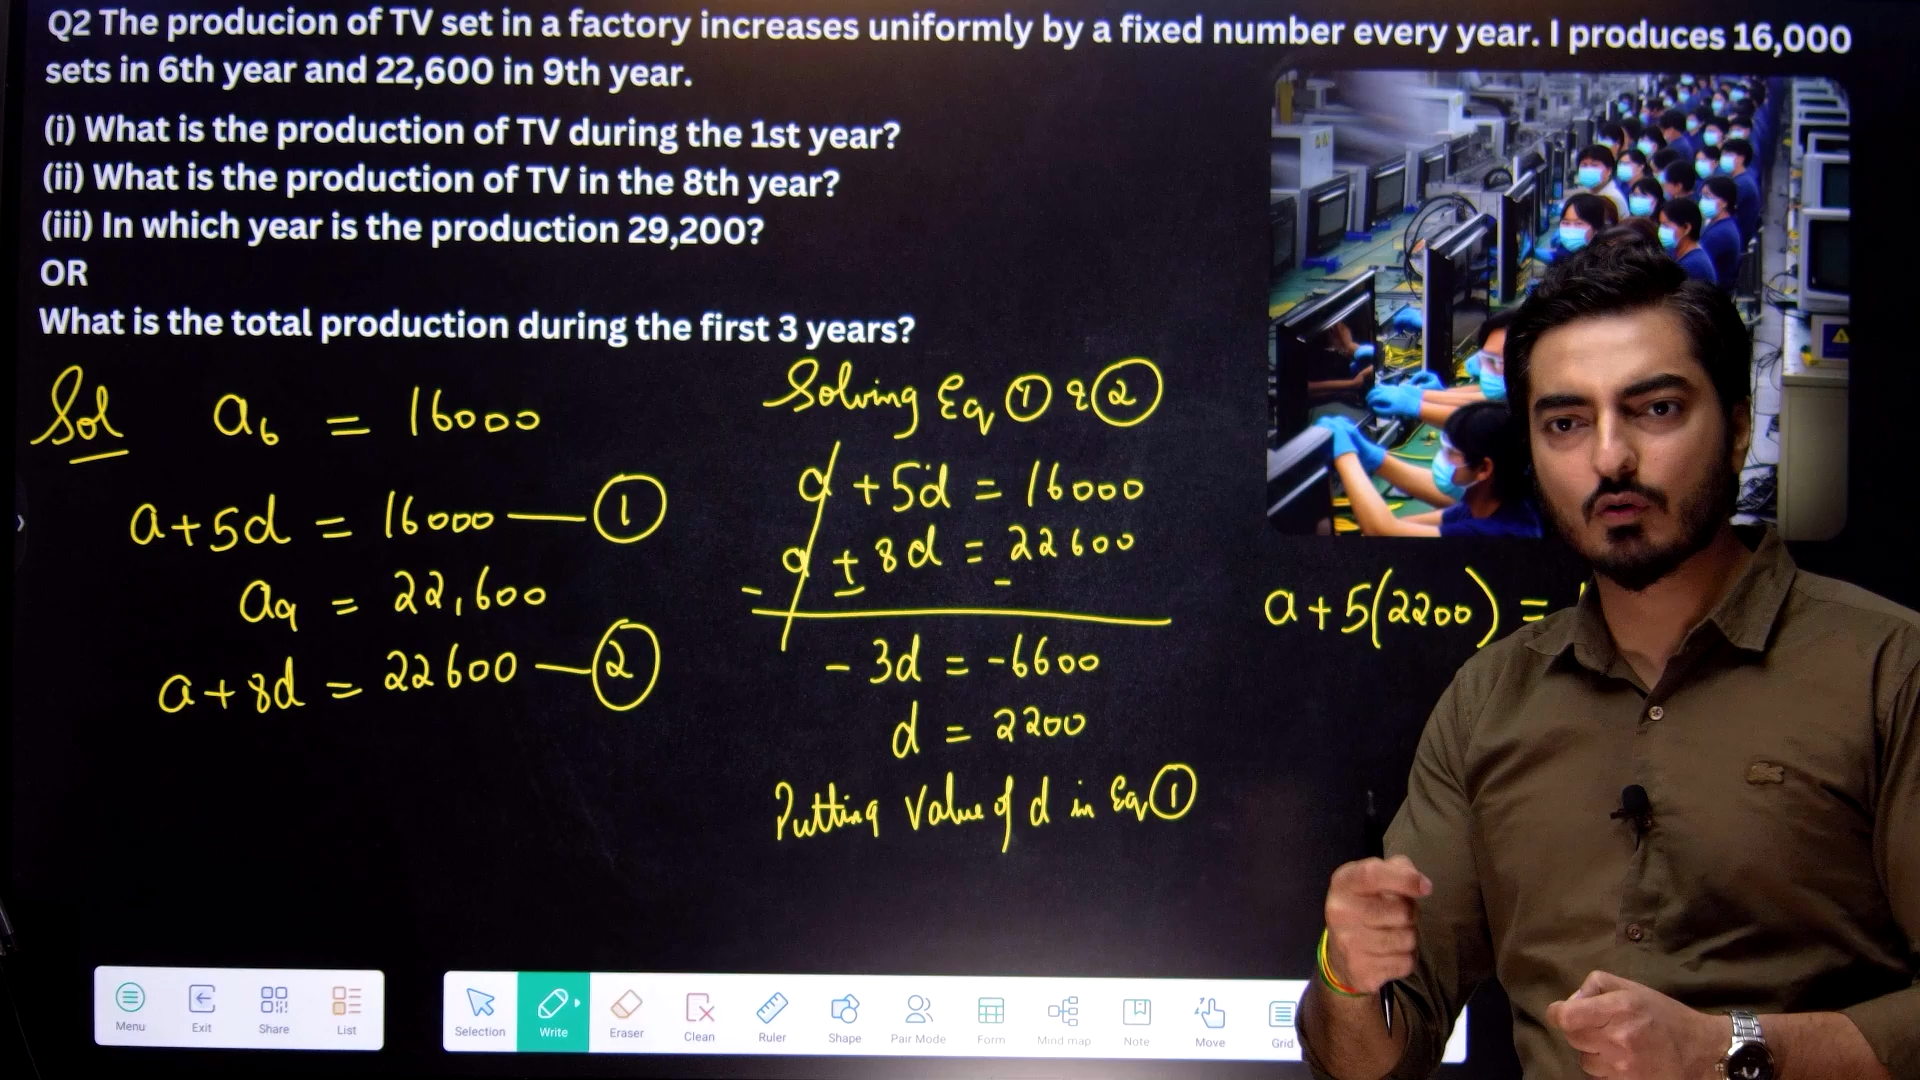 Q2 The producion of TV set in a factory increases uniformly by a fixed number every year. I produces 16,000
sets in 6th year and 22,600 in 9th year.
(i) What is the production of TV during the 1st year?
(ii) What is the production of TV in the 8th year?
(iii) In which year is the production 29,200?
OR
What is the total production during the first 3 years?
Sol a₆ = 16000
a+5d = 16000 — ①
a₉ = 22,600
a+8d = 22600 — ②
Solving Eq ① & ②
a + 5d = 16000
a + 8d = 22600
- - -
- 3d = -6600
d = 2200
Putting Value of d in Eq ①
a+5(2200) =
Menu
Exit
Share
List
Selection
Write
Eraser
Clean
Ruler
Shape
Pair Mode
Form
Mind map
Note
Move
Grid